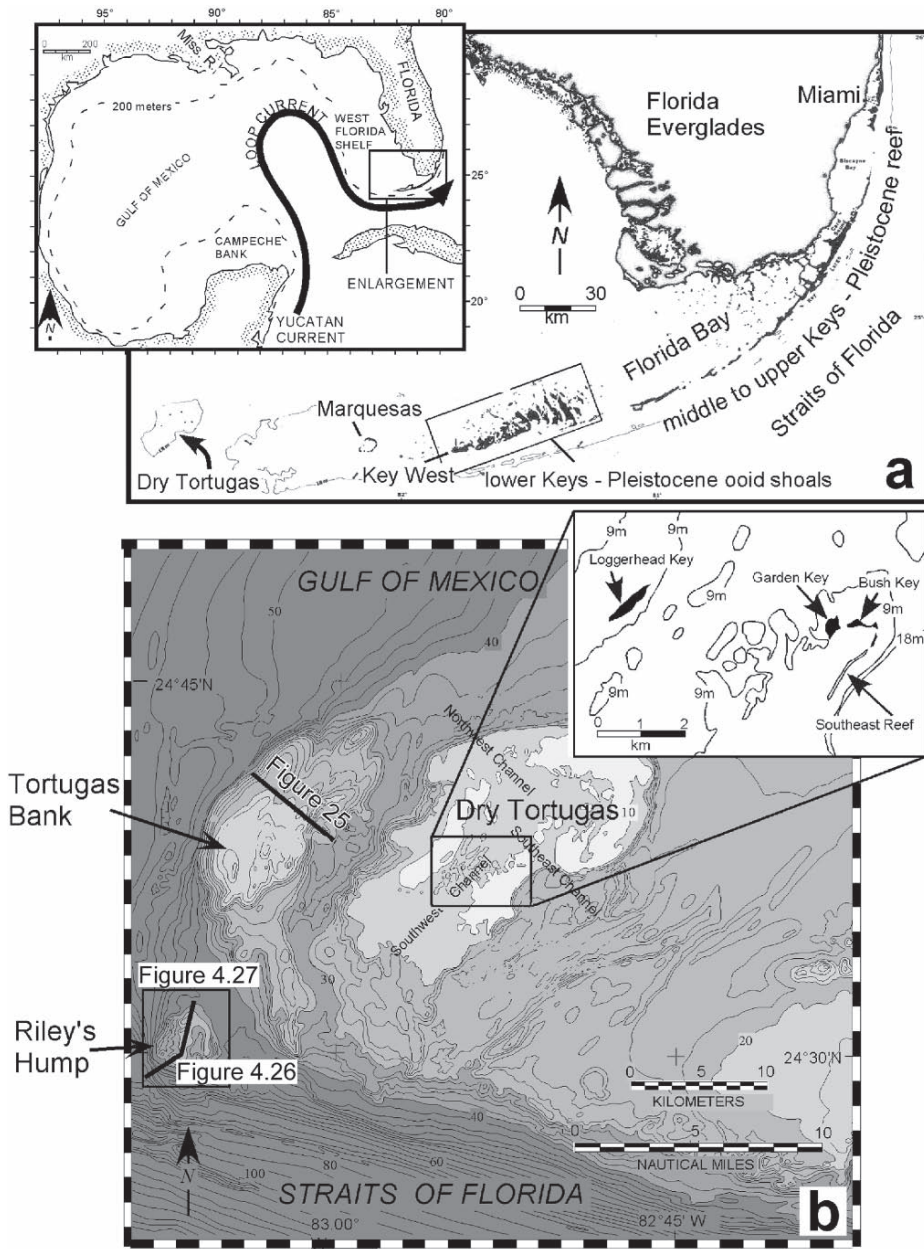 95°
90°
85°
80°
0 200
km
Miss. R.
FLORIDA
200 meters
LOOP CURRENT
WEST
FLORIDA
SHELF
GULF OF MEXICO
25°
CAMPECHE
BANK
ENLARGEMENT
20°
N
YUCATAN
CURRENT
Florida
Everglades
Miami
Biscayne
Bay
N
0 30
km
Florida Bay
middle to upper Keys - Pleistocene reef
Straits of Florida
Marquesas
Dry Tortugas
Key West
lower Keys - Pleistocene ooid shoals
a
GULF OF MEXICO
50
40
24°45'N
9m
9m
Loggerhead Key
Garden Key
Bush Key
9m
9m
18m
9m
9m
0 1 2
km
Southeast Reef
Northwest Channel
Tortugas
Bank
Figure 25
Dry Tortugas
10
Southeast Channel
Southwest Channel
30
Figure 4.27
Riley's
Hump
Figure 4.26
20
24°30'N
0 5 10
KILOMETERS
40
0 5 10
NAUTICAL MILES
N
100
80
60
STRAITS OF FLORIDA
83.00'
82°45' W
b